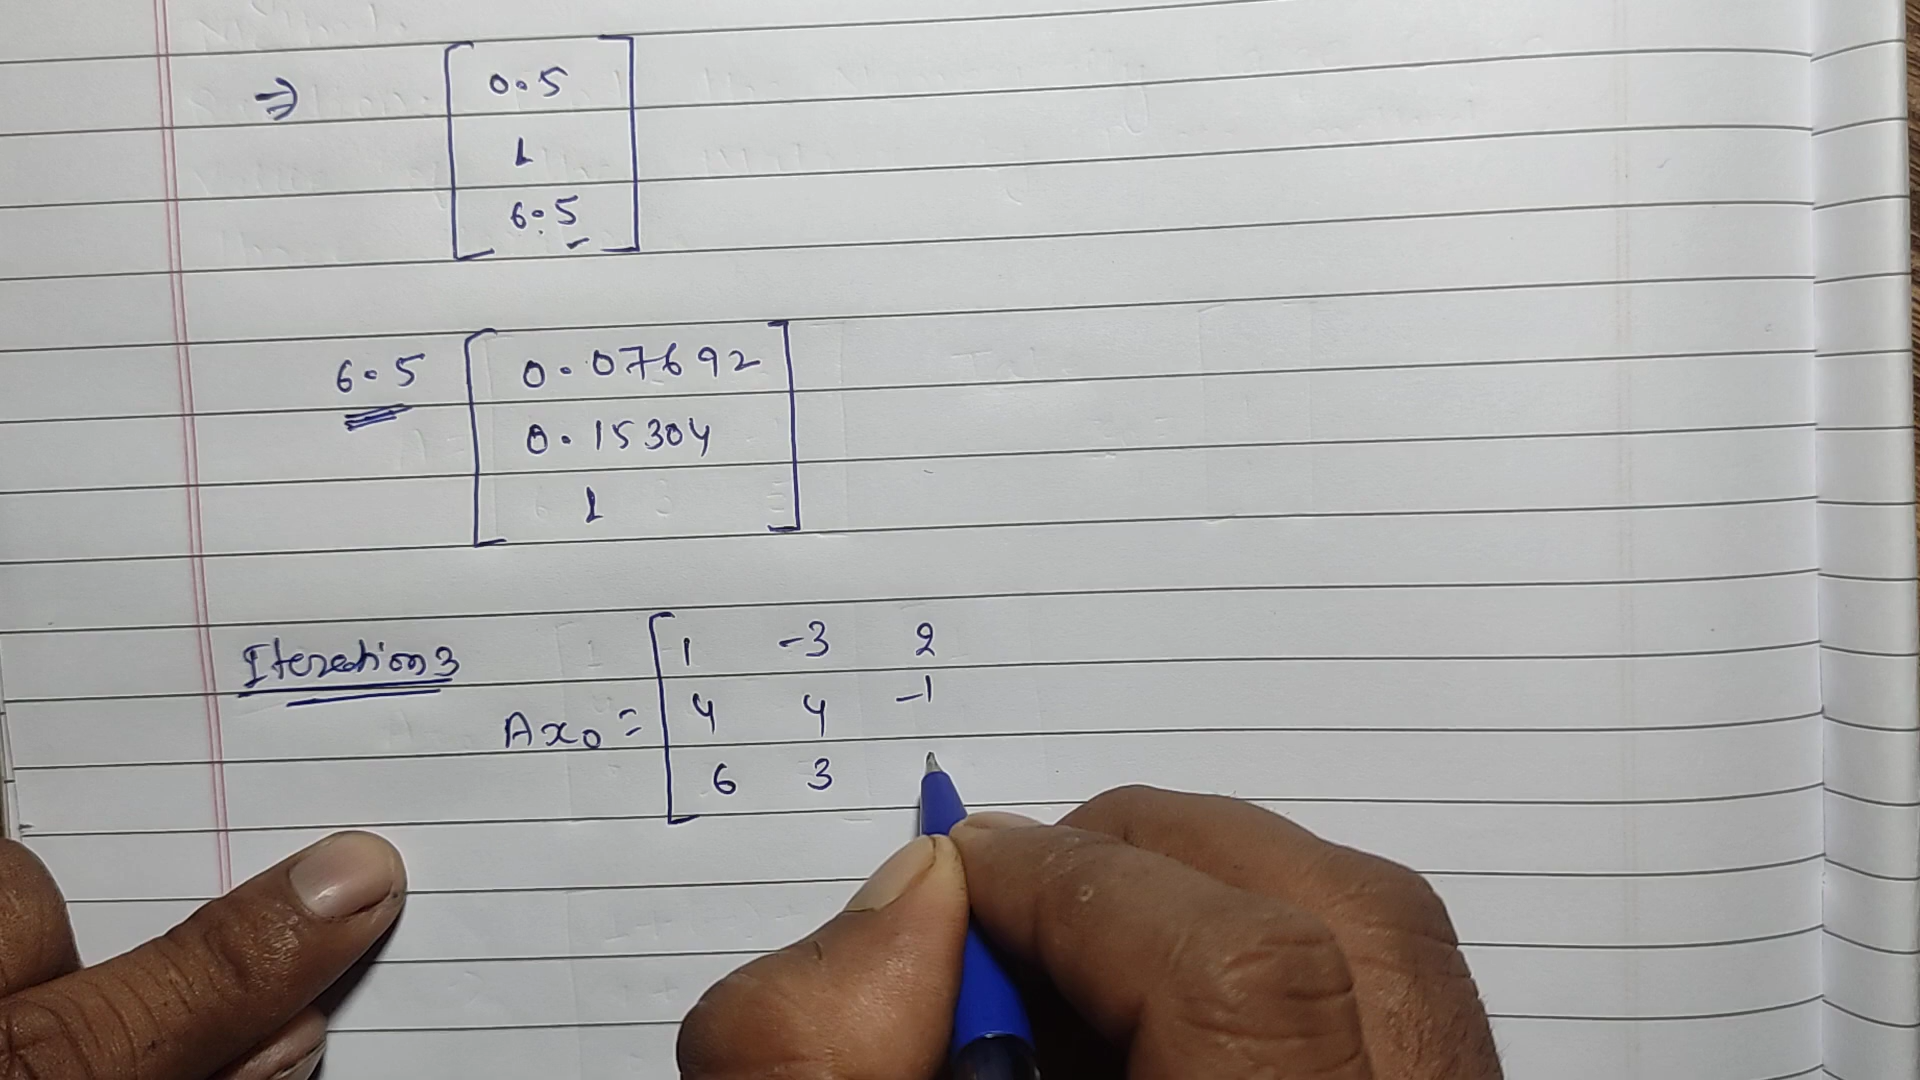 ⇒ 0.5
1
6.5
6.5 0.07692
0.15304
1
Iteration 3
1 -3 2
4 4 -1
Ax0 =
6 3